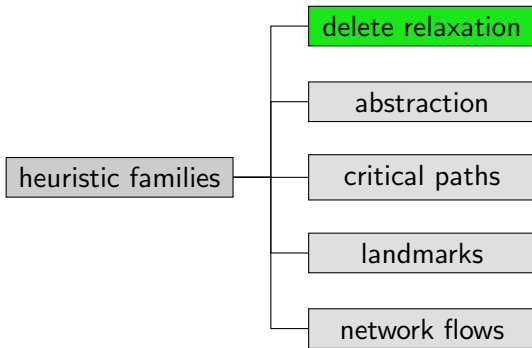 delete relaxation
abstraction
heuristic families
critical paths
landmarks
network flows